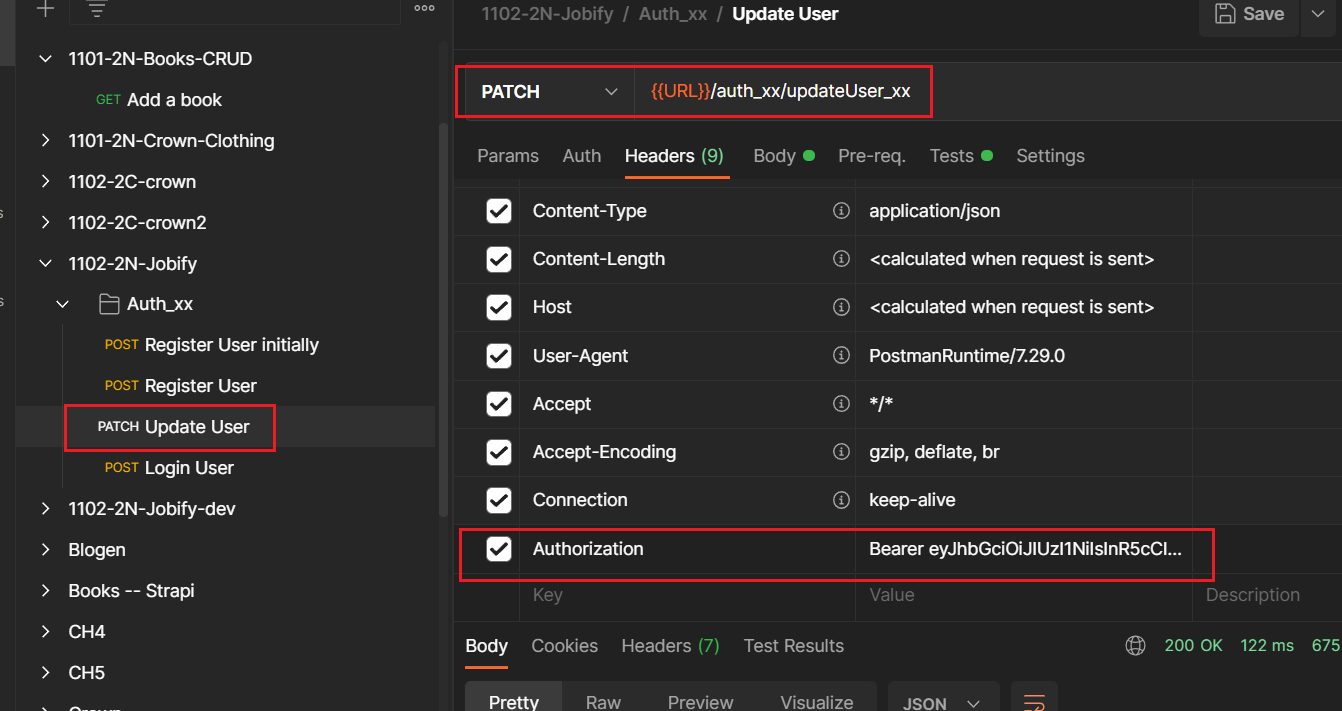 1102-2N-Jobify / Auth_xx / Update User
Save
1101-2N-Books-CRUD
GET Add a book
1101-2N-Crown-Clothing
1102-2C-crown
1102-2C-crown2
1102-2N-Jobify
Auth_xx
POST Register User initially
POST Register User
PATCH Update User
POST Login User
1102-2N-Jobify-dev
Blogen
Books -- Strapi
CH4
CH5
PATCH {{URL}}/auth_xx/updateUser_xx
Params Auth Headers (9) Body Pre-req. Tests Settings
Content-Type application/json
Content-Length <calculated when request is sent>
Host <calculated when request is sent>
User-Agent PostmanRuntime/7.29.0
Accept */*
Accept-Encoding gzip, deflate, br
Connection keep-alive
Authorization Bearer eyJhbGciOiJIUzI1NiIsInR5cCI...
Key Value Description
Body Cookies Headers (7) Test Results 200 OK 122 ms 675
Pretty Raw Preview Visualize JSON